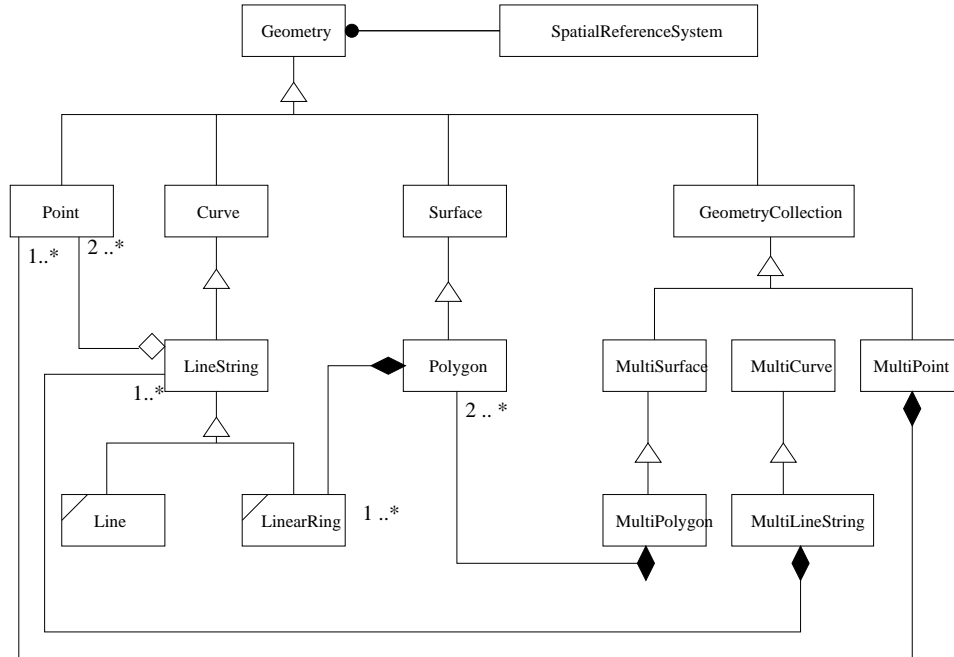 Geometry
SpatialReferenceSystem
Point
Curve
Surface
GeometryCollection
1..*
2 ..*
LineString
Polygon
MultiSurface
MultiCurve
MultiPoint
1..*
2 .. *
Line
LinearRing
1 ..*
MultiPolygon
MultiLineString